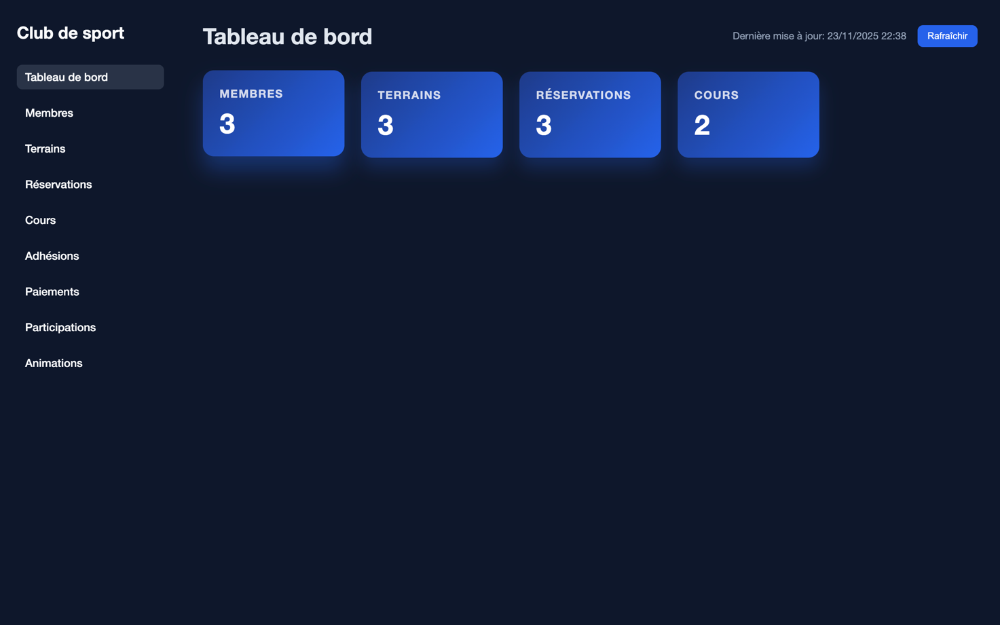 Club de sport
Tableau de bord
Membres
Terrains
Réservations
Cours
Adhésions
Paiements
Participations
Animations
Tableau de bord
Dernière mise à jour: 23/11/2025 22:38
Rafraîchir
MEMBRES
3
TERRAINS
3
RÉSERVATIONS
3
COURS
2